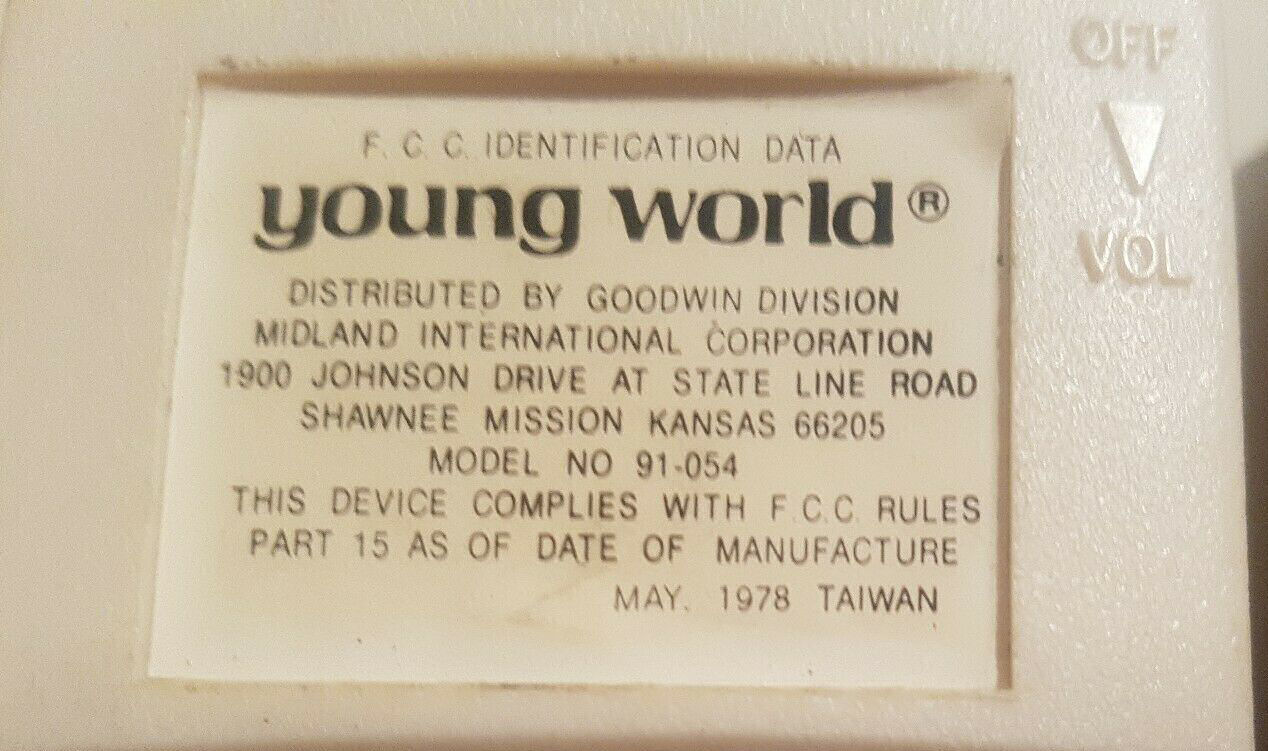 F. C. C. IDENTIFICATION DATA
young world®
DISTRIBUTED BY GOODWIN DIVISION
MIDLAND INTERNATIONAL CORPORATION
1900 JOHNSON DRIVE AT STATE LINE ROAD
SHAWNEE MISSION KANSAS 66205
MODEL NO 91-054
THIS DEVICE COMPLIES WITH F.C.C. RULES
PART 15 AS OF DATE OF MANUFACTURE
MAY. 1978 TAIWAN
OFF
VOL